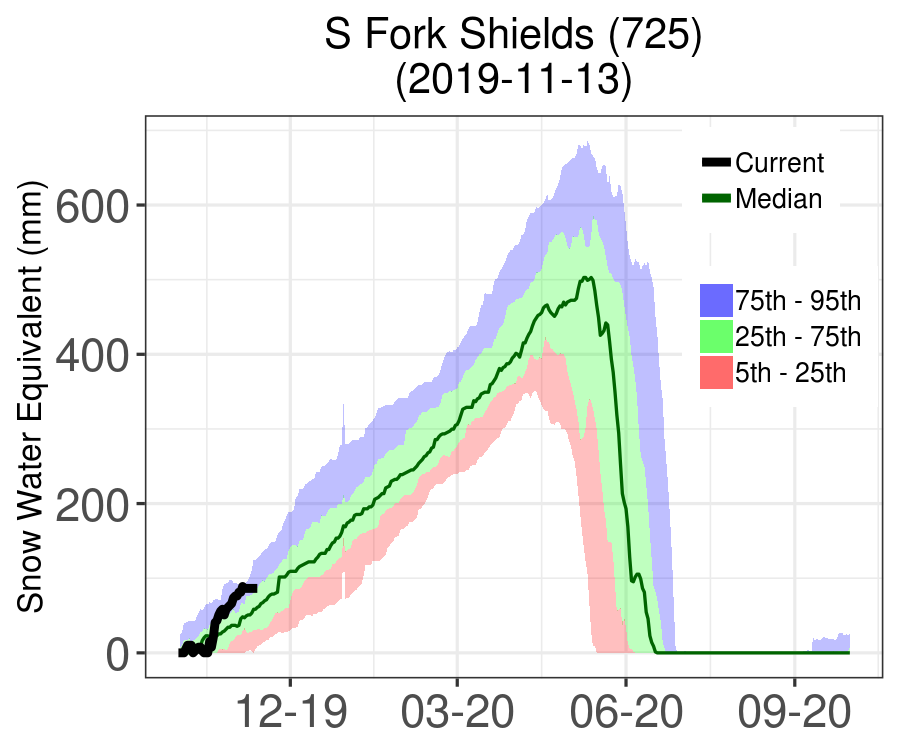 S Fork Shields (725)
(2019-11-13)
Snow Water Equivalent (mm)
600
400
200
0
12-19
03-20
06-20
09-20
Current
Median
75th - 95th
25th - 75th
5th - 25th